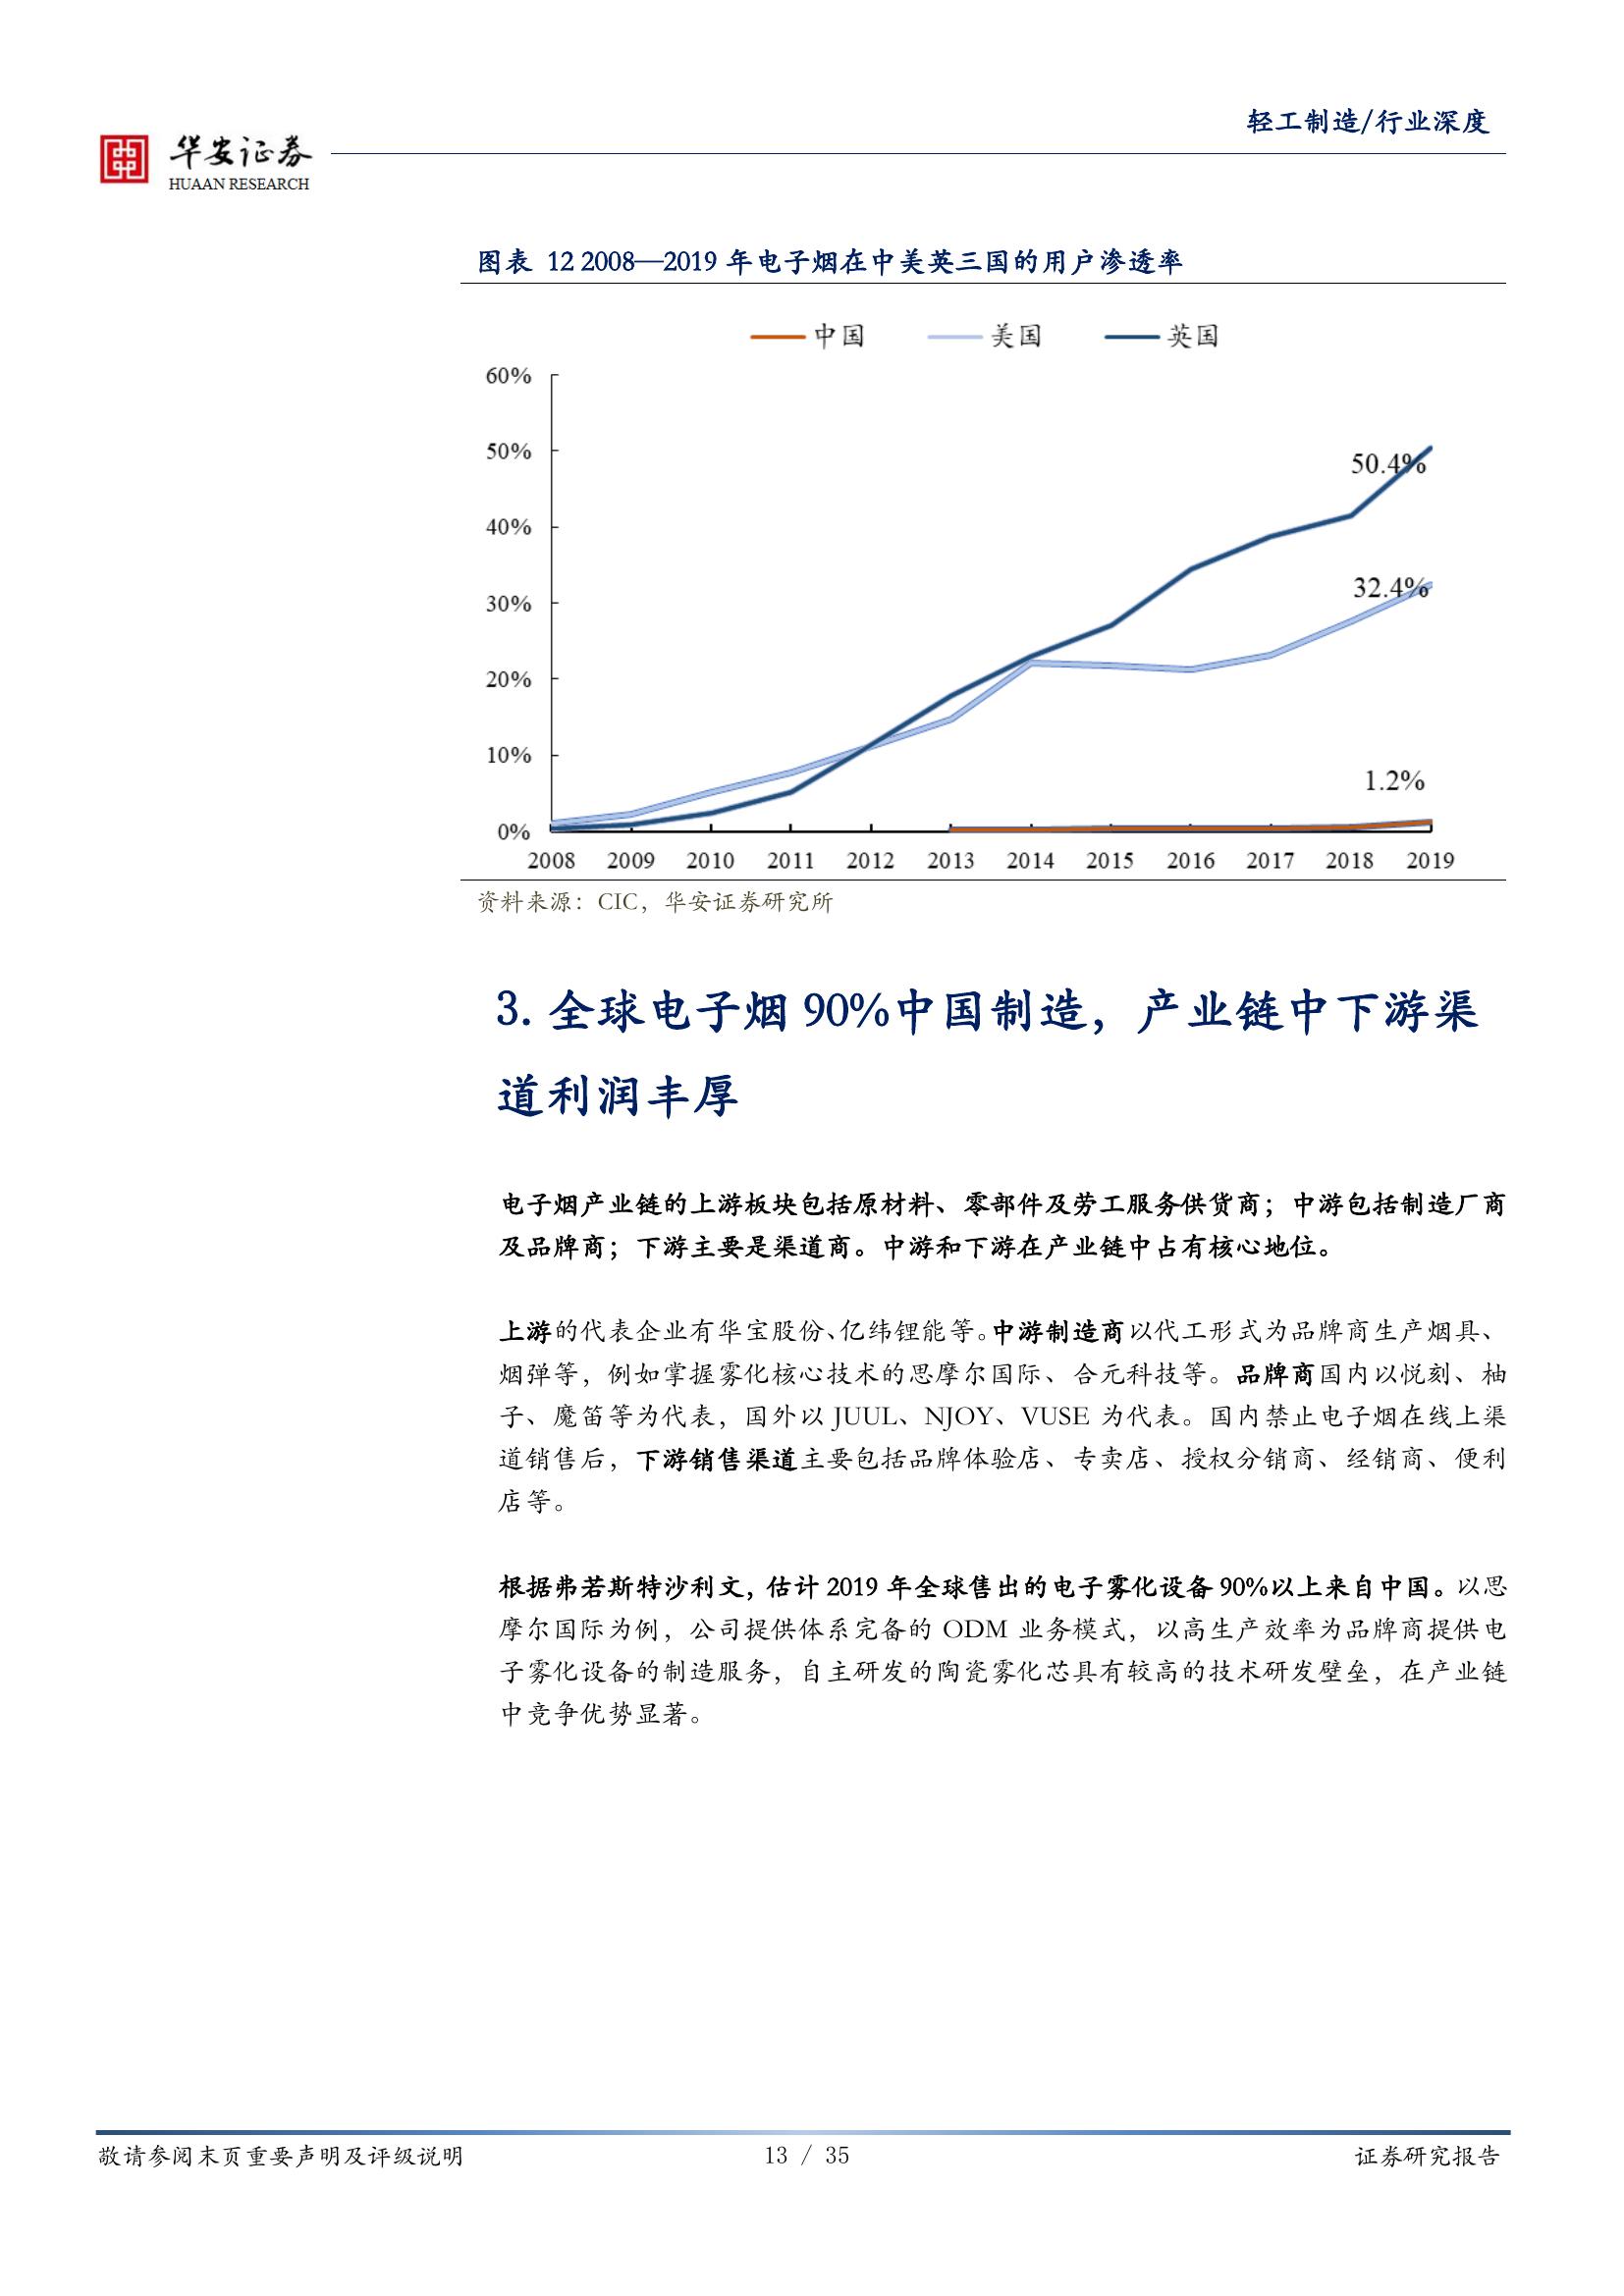 轻工制造/行业深度
华安证券
HUAAN RESEARCH
图表 12 2008—2019 年电子烟在中美英三国的用户渗透率
中国 美国 英国
60%
50%
40%
30%
20%
10%
0%
50.4%
32.4%
1.2%
2008 2009 2010 2011 2012 2013 2014 2015 2016 2017 2018 2019
资料来源：CIC，华安证券研究所
3. 全球电子烟 90%中国制造，产业链中下游渠
道利润丰厚
电子烟产业链的上游板块包括原材料、零部件及劳工服务供货商；中游包括制造厂商
及品牌商；下游主要是渠道商。中游和下游在产业链中占有核心地位。
上游的代表企业有华宝股份、亿纬锂能等。中游制造商以代工形式为品牌商生产烟具、
烟弹等，例如掌握雾化核心技术的思摩尔国际、合元科技等。品牌商国内以悦刻、柚
子、魔笛等为代表，国外以 JUUL、NJOY、VUSE 为代表。国内禁止电子烟在线上渠
道销售后，下游销售渠道主要包括品牌体验店、专卖店、授权分销商、经销商、便利
店等。
根据弗若斯特沙利文，估计 2019 年全球售出的电子雾化设备 90%以上来自中国。以思
摩尔国际为例，公司提供体系完备的 ODM 业务模式，以高生产效率为品牌商提供电
子雾化设备的制造服务，自主研发的陶瓷雾化芯具有较高的技术研发壁垒，在产业链
中竞争优势显著。
敬请参阅末页重要声明及评级说明 13 / 35 证券研究报告